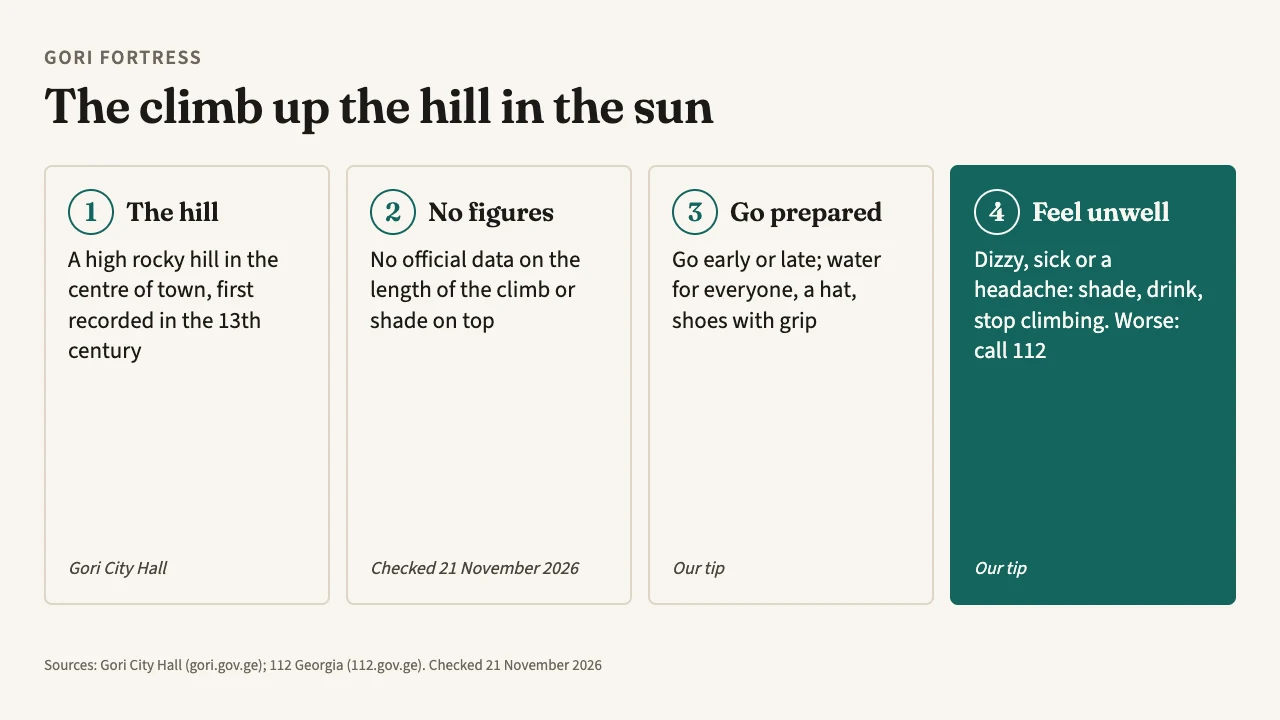 GORI FORTRESS
The climb up the hill in the sun
1 The hill
A high rocky hill in the
centre of town, first
recorded in the 13th
century
Gori City Hall
2 No figures
No official data on the
length of the climb or
shade on top
Checked 21 November 2026
3 Go prepared
Go early or late; water
for everyone, a hat,
shoes with grip
Our tip
4 Feel unwell
Dizzy, sick or a
headache: shade, drink,
stop climbing. Worse:
call 112
Our tip
Sources: Gori City Hall (gori.gov.ge); 112 Georgia (112.gov.ge). Checked 21 November 2026